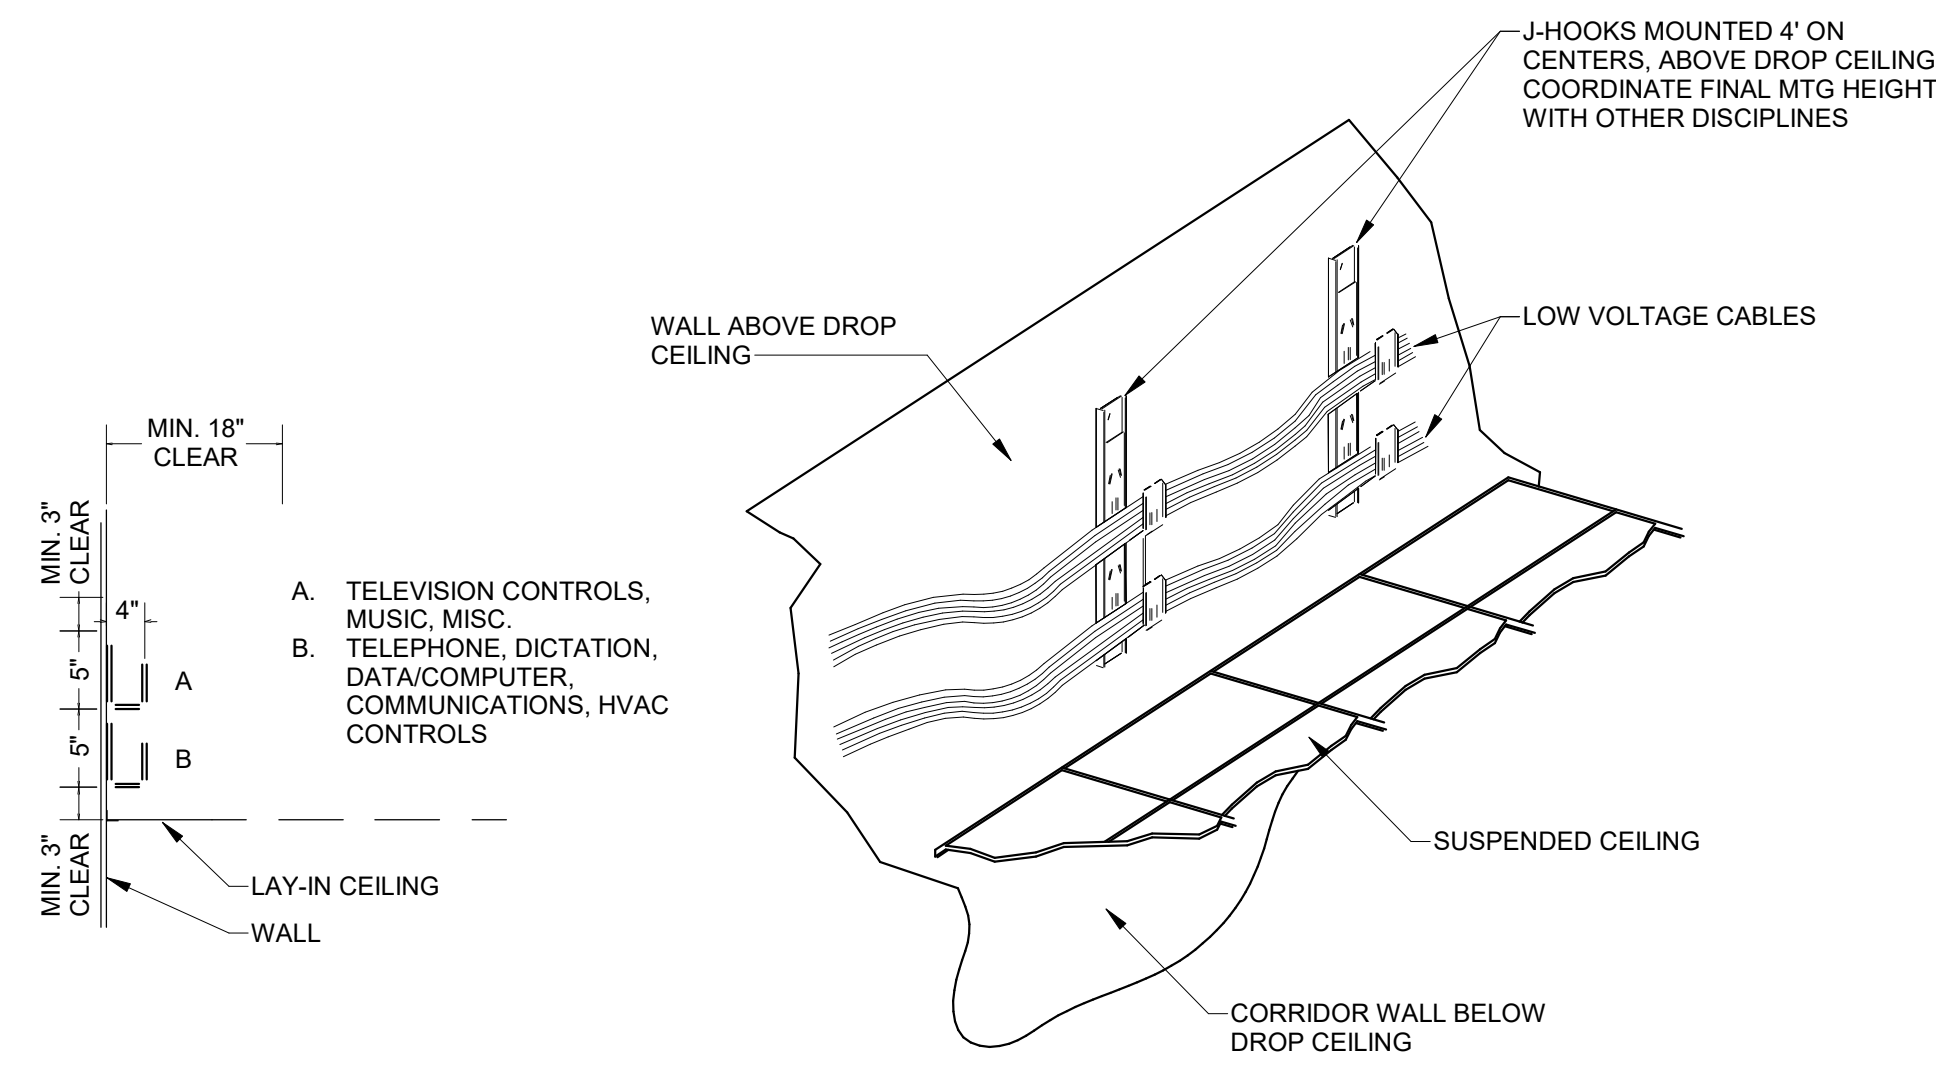 J-HOOKS MOUNTED 4' ON
CENTERS, ABOVE DROP CEILING
COORDINATE FINAL MTG HEIGHT
WITH OTHER DISCIPLINES
WALL ABOVE DROP
CEILING
LOW VOLTAGE CABLES
MIN. 18"
CLEAR
MIN. 3"
CLEAR
4"
5"
A
5"
B
MIN. 3"
CLEAR
A. TELEVISION CONTROLS,
MUSIC, MISC.
B. TELEPHONE, DICTATION,
DATA/COMPUTER,
COMMUNICATIONS, HVAC
CONTROLS
LAY-IN CEILING
WALL
SUSPENDED CEILING
CORRIDOR WALL BELOW
DROP CEILING